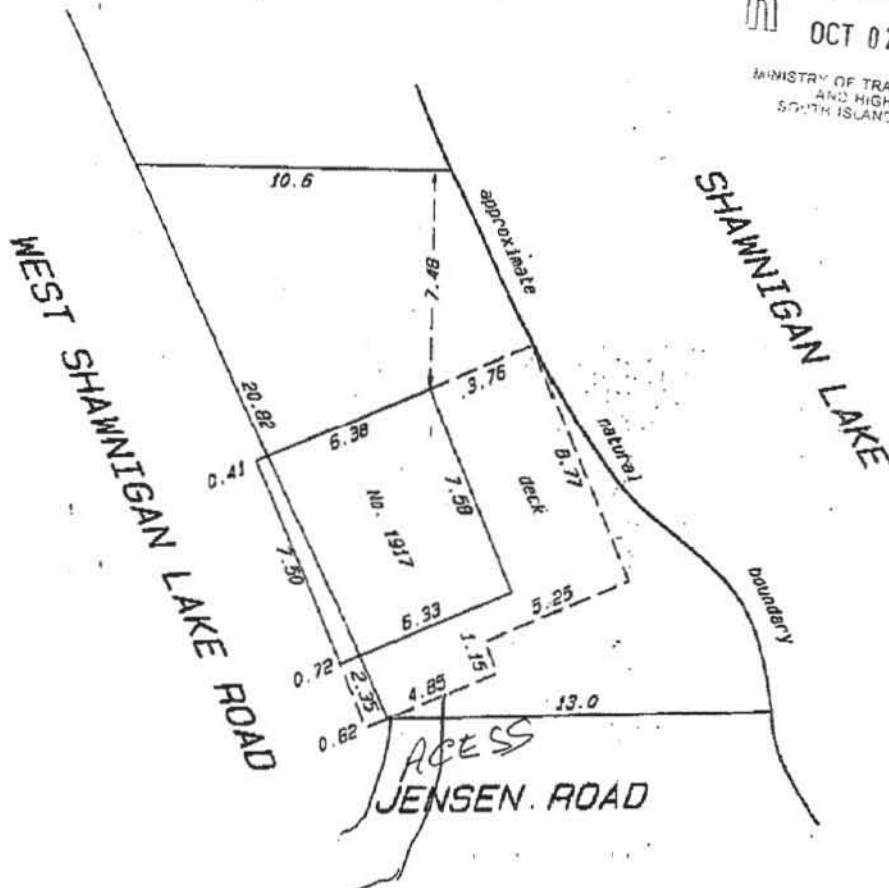 OCT 0
MINISTRY OF TRA
AND HIGH
SOUTH ISLAND
10.6
approximate
SHAWNIGAN LAKE
7.48
WEST SHAWNIGAN LAKE ROAD
20.82
3.76
6.38
0.41
natural
8.77
deck
7.58
No. 1917
7.50
5.25
boundary
6.33
1.15
0.72
2.35
4.85
13.0
0.62
ACESS
JENSEN. ROAD